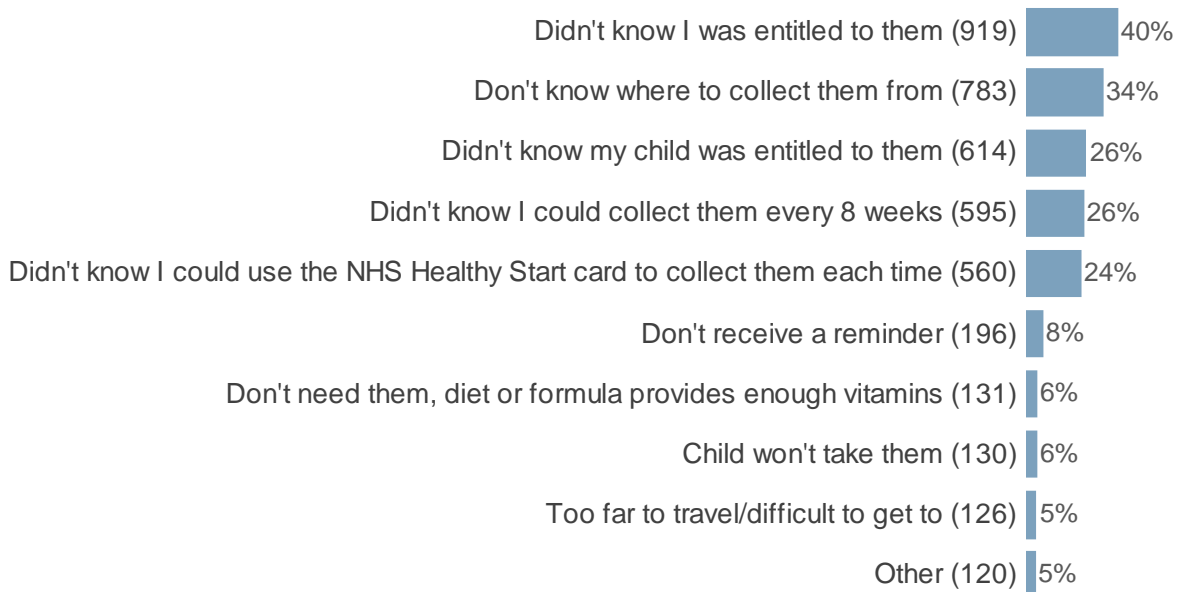 Didn't know I was entitled to them (919) 40%
Don't know where to collect them from (783) 34%
Didn't know my child was entitled to them (614) 26%
Didn't know I could collect them every 8 weeks (595) 26%
Didn't know I could use the NHS Healthy Start card to collect them each time (560) 24%
Don't receive a reminder (196) 8%
Don't need them, diet or formula provides enough vitamins (131) 6%
Child won't take them (130) 6%
Too far to travel/difficult to get to (126) 5%
Other (120) 5%